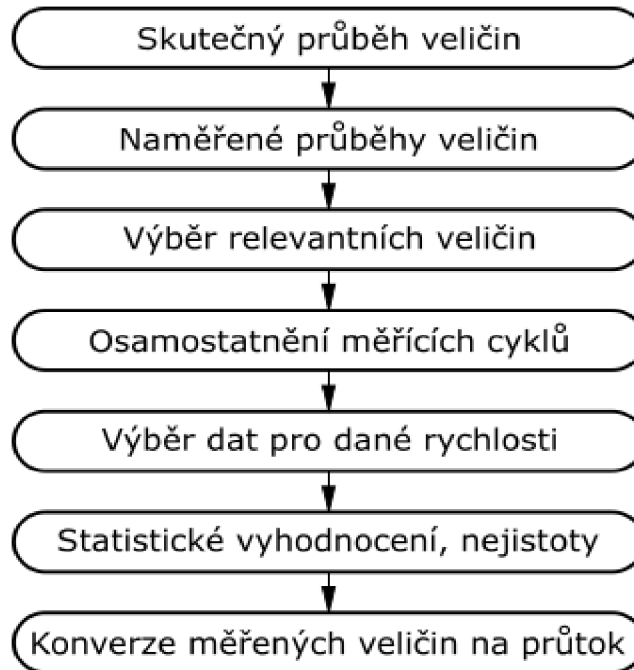 Skutečný průběh veličin
Naměřené průběhy veličin
Výběr relevantních veličin
Osamostatnění měřících cyklů
Výběr dat pro dané rychlosti
Statistické vyhodnocení, nejistoty
Konverze měřených veličin na průtok